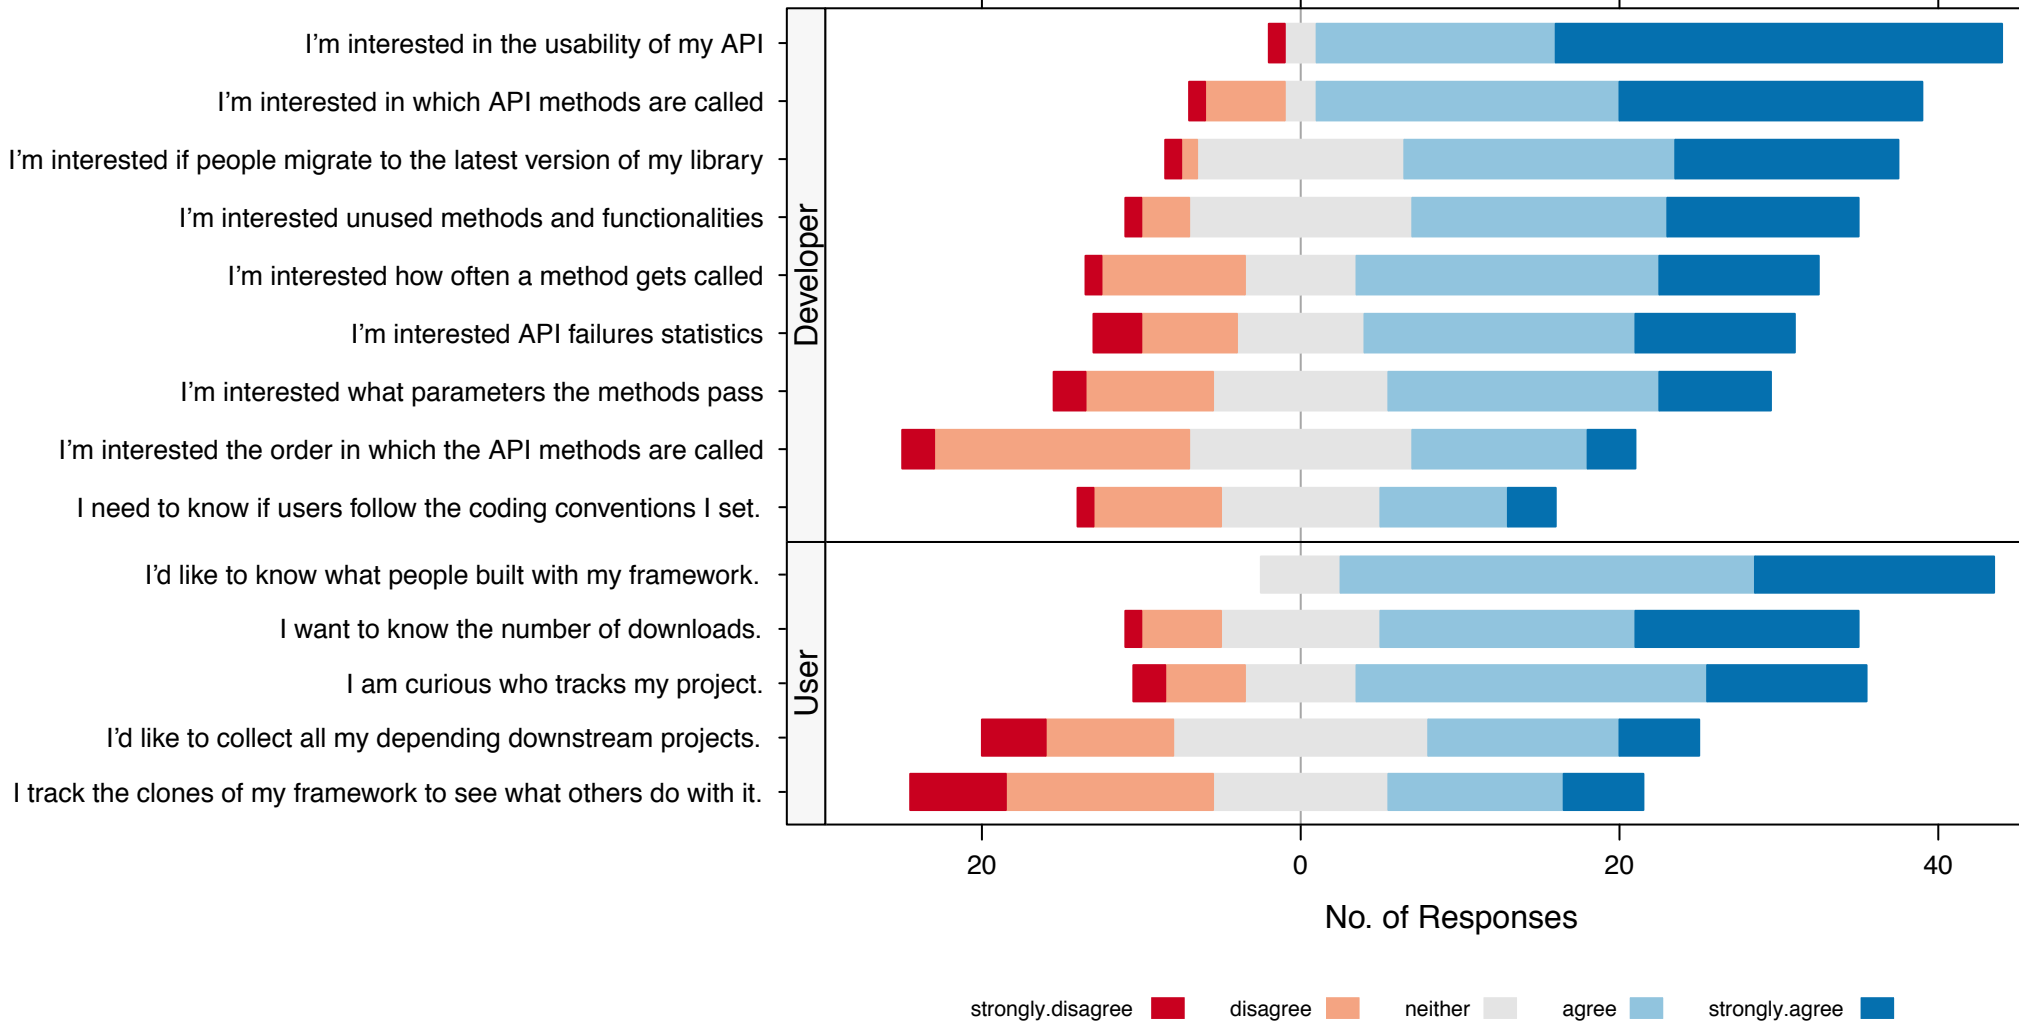 I’m interested in the usability of my API
I’m interested in which API methods are called
I’m interested if people migrate to the latest version of my library
I’m interested unused methods and functionalities
I’m interested how often a method gets called
I’m interested API failures statistics
I’m interested what parameters the methods pass
I’m interested the order in which the API methods are called
I need to know if users follow the coding conventions I set.
Developer
I’d like to know what people built with my framework.
I want to know the number of downloads.
I am curious who tracks my project.
I’d like to collect all my depending downstream projects.
I track the clones of my framework to see what others do with it.
User
20 0 20 40
No. of Responses
strongly.disagree disagree neither agree strongly.agree